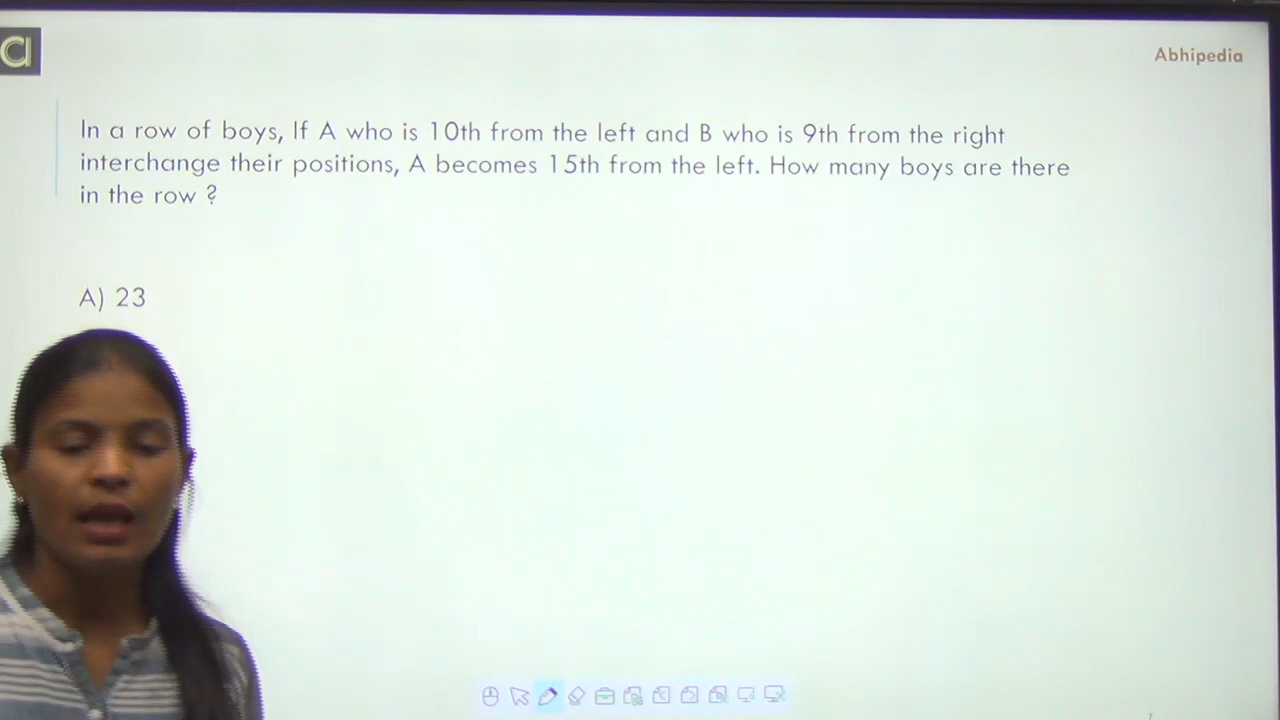 Abhipedia
In a row of boys, If A who is 10th from the left and B who is 9th from the right
interchange their positions, A becomes 15th from the left. How many boys are there
in the row ?
A) 23